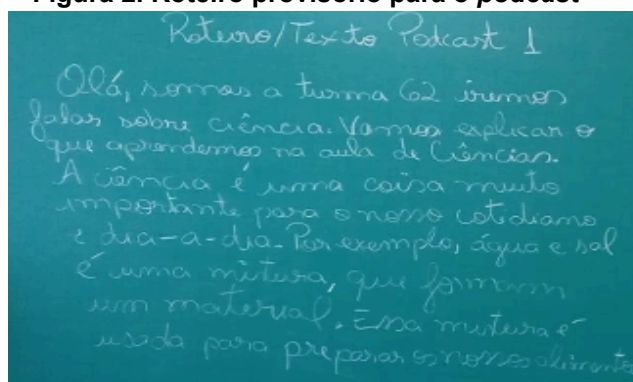 Figura 2. Roteiro provisório para o podcast
Roteiro/Texto Podcast 1
Olá, somos a turma 62 iremos
falar sobre ciência. Vamos explicar o
que aprendemos na aula de Ciências.
A ciência é uma coisa muito
importante para o nosso cotidiano
e dia-a-dia. Por exemplo, água e sal
é uma mistura, que formam
um material. Essa mistura é
usada para preparar os nossos alimentos